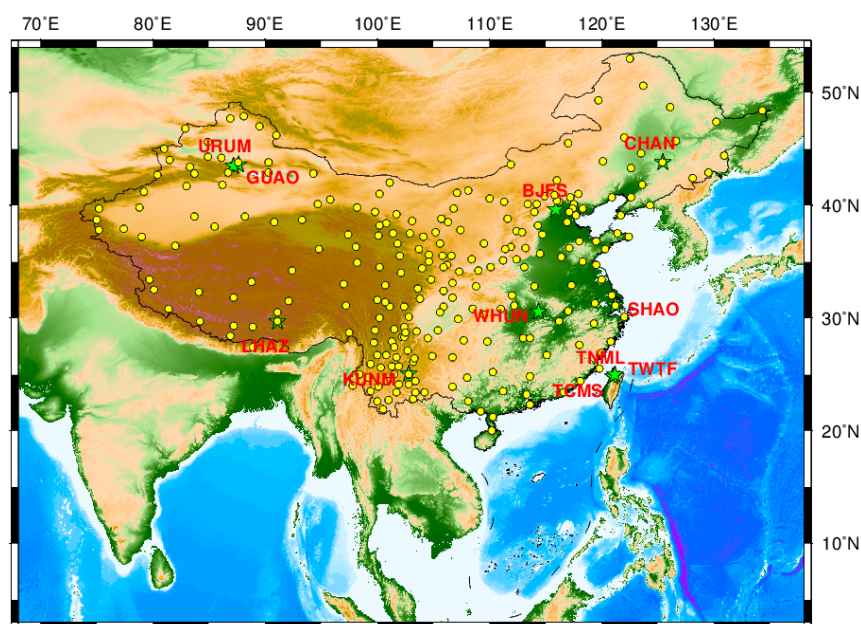 70˚E 80˚E 90˚E 100˚E 110˚E 120˚E 130˚E
50˚N
CHAN
URUM
GUAO
BJFS
40˚N
SHAO
WHUN
30˚N
LHAZ
TNML
TWTF
KUNM
TCMS
20˚N
10˚N